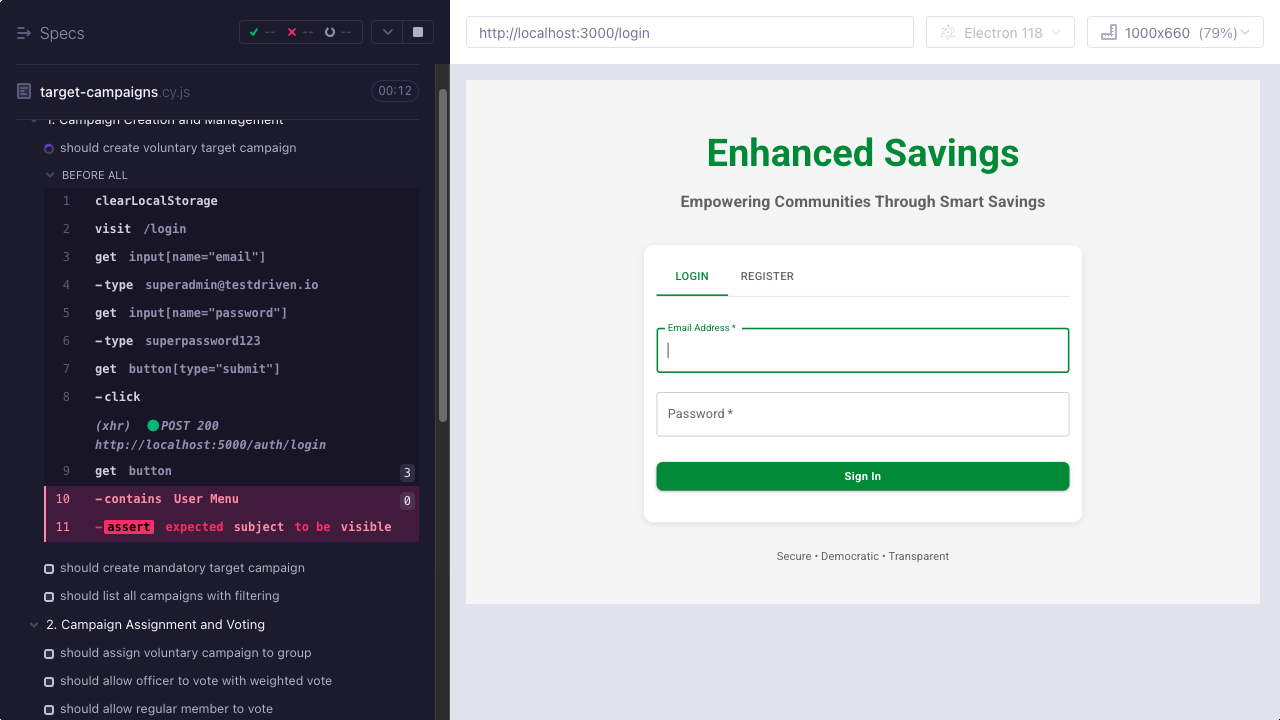 Specs
-- -- --
target-campaigns.cy.js 00:12
1. Campaign Creation and Management
should create voluntary target campaign
BEFORE ALL
1 clearLocalStorage
2 visit /login
3 get input[name="email"]
4 -type superadmin@testdriven.io
5 get input[name="password"]
6 -type superpassword123
7 get button[type="submit"]
8 -click
(xhr) POST 200
http://localhost:5000/auth/login
9 get button 3
10 -contains User Menu 0
11 -assert expected subject to be visible
should create mandatory target campaign
should list all campaigns with filtering
2. Campaign Assignment and Voting
should assign voluntary campaign to group
should allow officer to vote with weighted vote
should allow regular member to vote
http://localhost:3000/login
Electron 118
1000x660 (79%)
Enhanced Savings
Empowering Communities Through Smart Savings
LOGIN REGISTER
Email Address *
Password *
Sign In
Secure • Democratic • Transparent